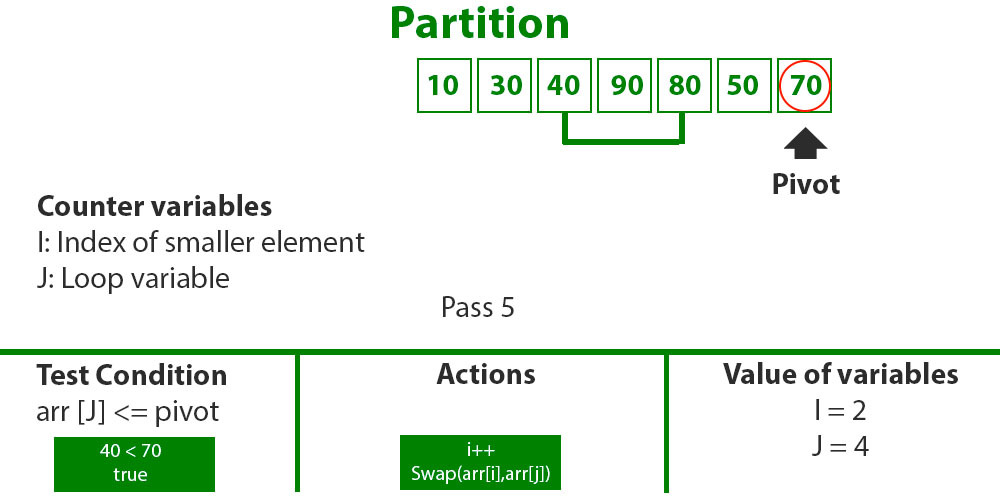 Partition
10 30 40 90 80 50 70
Pivot
Counter variables
I: Index of smaller element
J: Loop variable
Pass 5
Test Condition
arr [J] <= pivot
40 < 70
true
Actions
i++
Swap(arr[i],arr[j])
Value of variables
I = 2
J = 4